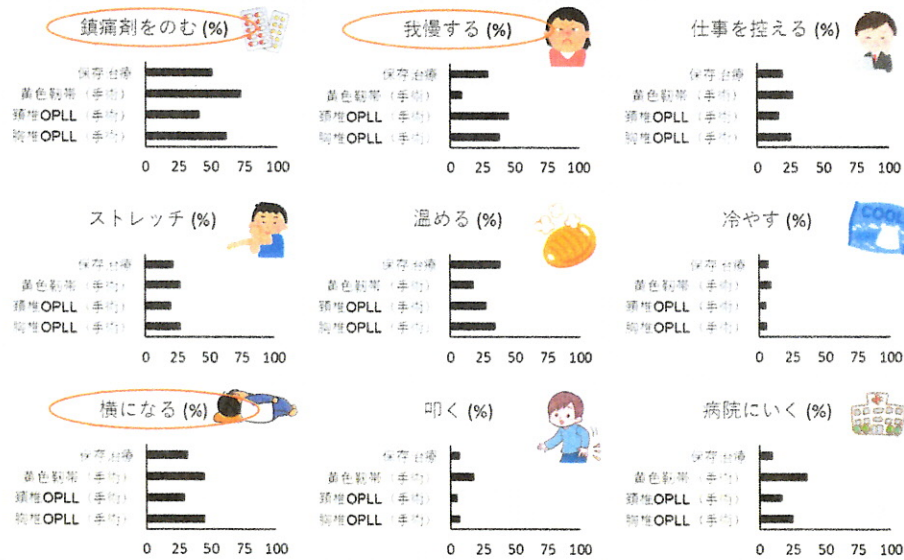 鎮痛剤をのむ (%)
保存治療
黄色靭帯（手術）
頚椎OPLL（手術）
胸椎OPLL（手術）
0 25 50 75 100
我慢する (%)
保存治療
黄色靭帯（手術）
頚椎OPLL（手術）
胸椎OPLL（手術）
0 25 50 75 100
仕事を控える (%)
保存治療
黄色靭帯（手術）
頚椎OPLL（手術）
胸椎OPLL（手術）
0 25 50 75 100
ストレッチ (%)
保存治療
黄色靭帯（手術）
頚椎OPLL（手術）
胸椎OPLL（手術）
0 25 50 75 100
温める (%)
保存治療
黄色靭帯（手術）
頚椎OPLL（手術）
胸椎OPLL（手術）
0 25 50 75 100
冷やす (%)
COOL
保存治療
黄色靭帯（手術）
頚椎OPLL（手術）
胸椎OPLL（手術）
0 25 50 75 100
横になる (%)
保存治療
黄色靭帯（手術）
頚椎OPLL（手術）
胸椎OPLL（手術）
0 25 50 75 100
叩く (%)
保存治療
黄色靭帯（手術）
頚椎OPLL（手術）
胸椎OPLL（手術）
0 25 50 75 100
病院にいく (%)
保存治療
黄色靭帯（手術）
頚椎OPLL（手術）
胸椎OPLL（手術）
0 25 50 75 100